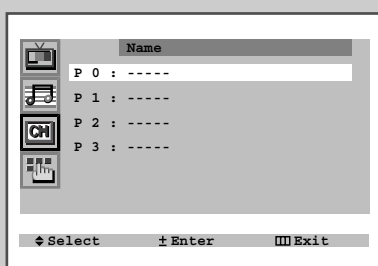 Name
P 0 : -----
P 1 : -----
CH
P 2 : -----
P 3 : -----
Select ± Enter Exit